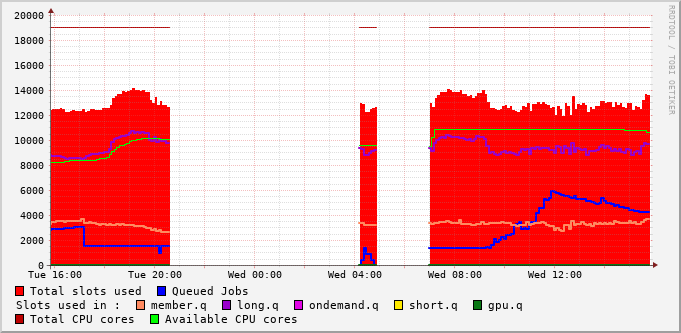 20000
18000
16000
14000
12000
10000
8000
6000
4000
2000
0
Tue 16:00 Tue 20:00 Wed 00:00 Wed 04:00 Wed 08:00 Wed 12:00
Total slots used Queued Jobs
Slots used in : member.q long.q ondemand.q short.q gpu.q
Total CPU cores Available CPU cores
RRDTOOL / TOBI OETIKER